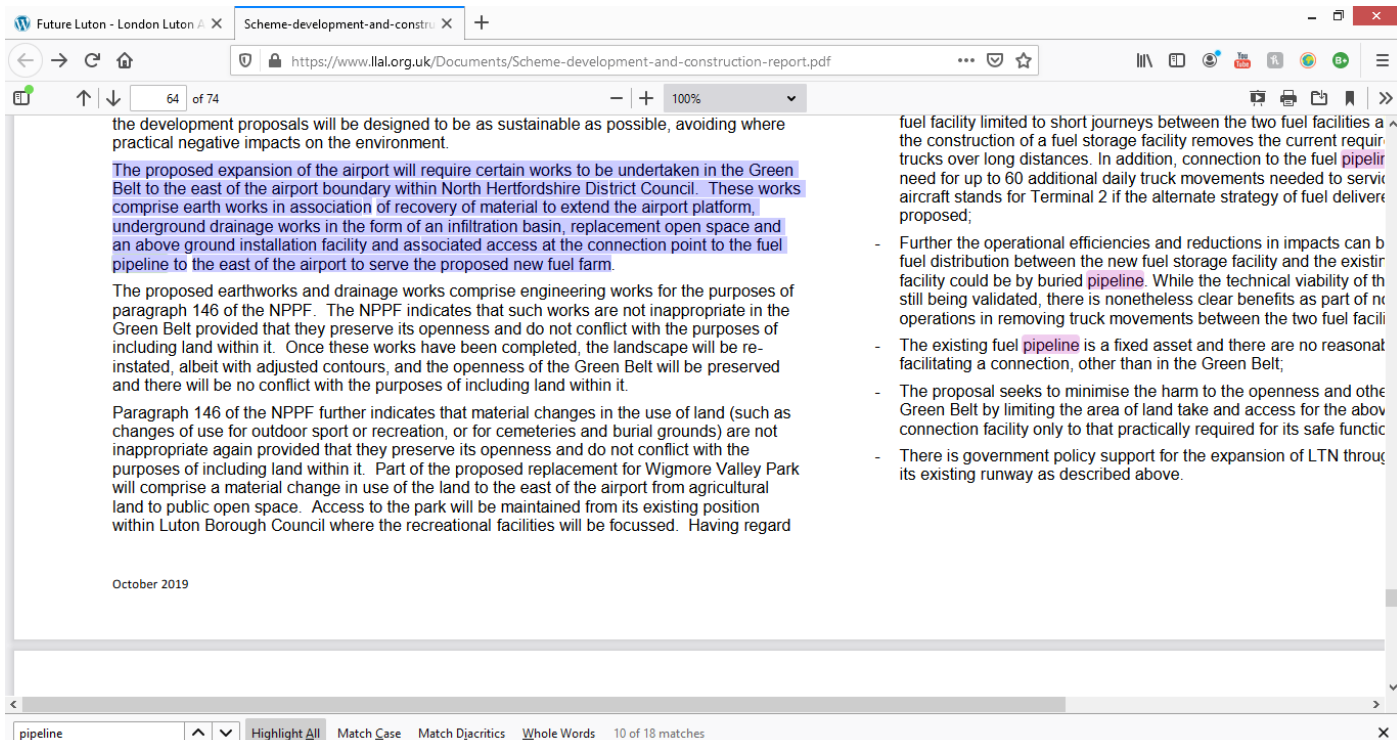 Future Luton - London Luton A
Scheme-development-and-constru
https://www.llal.org.uk/Documents/Scheme-development-and-construction-report.pdf
64 of 74
100%
the development proposals will be designed to be as sustainable as possible, avoiding where
practical negative impacts on the environment.
The proposed expansion of the airport will require certain works to be undertaken in the Green
Belt to the east of the airport boundary within North Hertfordshire District Council. These works
comprise earth works in association of recovery of material to extend the airport platform,
underground drainage works in the form of an infiltration basin, replacement open space and
an above ground installation facility and associated access at the connection point to the fuel
pipeline to the east of the airport to serve the proposed new fuel farm.
The proposed earthworks and drainage works comprise engineering works for the purposes of
paragraph 146 of the NPPF. The NPPF indicates that such works are not inappropriate in the
Green Belt provided that they preserve its openness and do not conflict with the purposes of
including land within it. Once these works have been completed, the landscape will be re-
instated, albeit with adjusted contours, and the openness of the Green Belt will be preserved
and there will be no conflict with the purposes of including land within it.
Paragraph 146 of the NPPF further indicates that material changes in the use of land (such as
changes of use for outdoor sport or recreation, or for cemeteries and burial grounds) are not
inappropriate again provided that they preserve its openness and do not conflict with the
purposes of including land within it. Part of the proposed replacement for Wigmore Valley Park
will comprise a material change in use of the land to the east of the airport from agricultural
land to public open space. Access to the park will be maintained from its existing position
within Luton Borough Council where the recreational facilities will be focussed. Having regard
October 2019
fuel facility limited to short journeys between the two fuel facilities a
the construction of a fuel storage facility removes the current requir
trucks over long distances. In addition, connection to the fuel pipelin
need for up to 60 additional daily truck movements needed to servic
aircraft stands for Terminal 2 if the alternate strategy of fuel delivere
proposed;
- Further the operational efficiencies and reductions in impacts can b
fuel distribution between the new fuel storage facility and the existin
facility could be by buried pipeline. While the technical viability of th
still being validated, there is nonetheless clear benefits as part of no
operations in removing truck movements between the two fuel facili
- The existing fuel pipeline is a fixed asset and there are no reasonab
facilitating a connection, other than in the Green Belt;
- The proposal seeks to minimise the harm to the openness and othe
Green Belt by limiting the area of land take and access for the abov
connection facility only to that practically required for its safe functio
- There is government policy support for the expansion of LTN throug
its existing runway as described above.
pipeline
Highlight All Match Case Match Diacritics Whole Words 10 of 18 matches